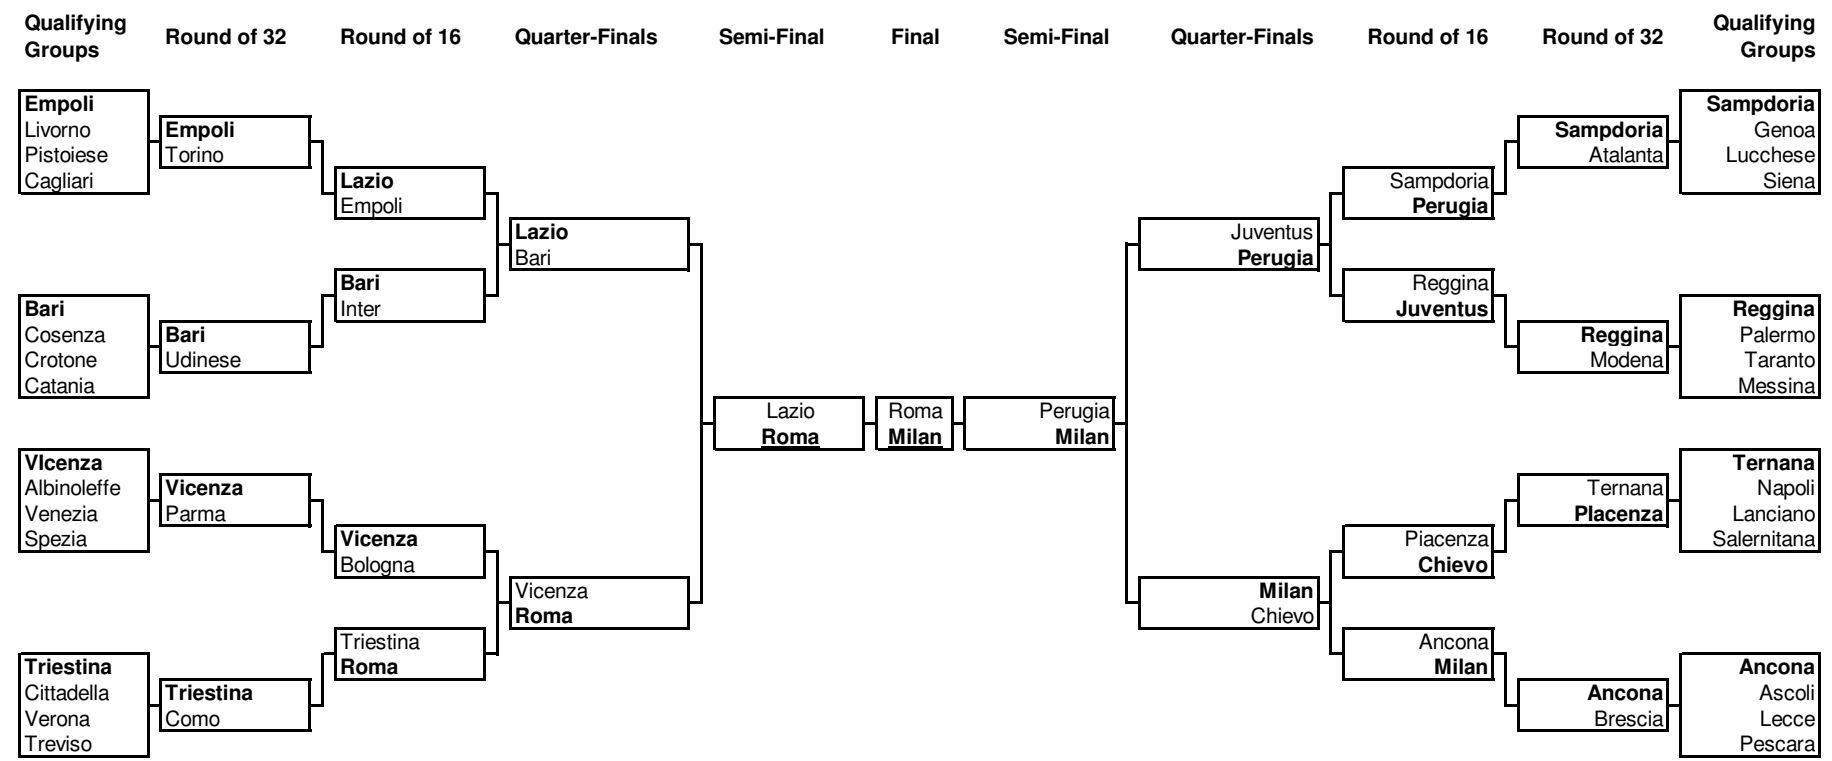 Qualifying
Groups
Round of 32
Round of 16
Quarter-Finals
Semi-Final
Final
Semi-Final
Quarter-Finals
Round of 16
Round of 32
Qualifying
Groups
Empoli
Livorno
Pistoiese
Cagliari
Bari
Cosenza
Crotone
Catania
VIcenza
Albinoleffe
Venezia
Spezia
Triestina
Cittadella
Verona
Treviso
Empoli
Torino
Bari
Udinese
Vicenza
Parma
Triestina
Como
Lazio
Empoli
Bari
Inter
Vicenza
Bologna
Triestina
Roma
Lazio
Bari
Vicenza
Roma
Lazio
Roma
Roma
Milan
Perugia
Milan
Juventus
Perugia
Milan
Chievo
Sampdoria
Perugia
Reggina
Juventus
Piacenza
Chievo
Ancona
Milan
Sampdoria
Atalanta
Reggina
Modena
Ternana
PIacenza
Ancona
Brescia
Sampdoria
Genoa
Lucchese
Siena
Reggina
Palermo
Taranto
Messina
Ternana
Napoli
Lanciano
Salernitana
Ancona
Ascoli
Lecce
Pescara